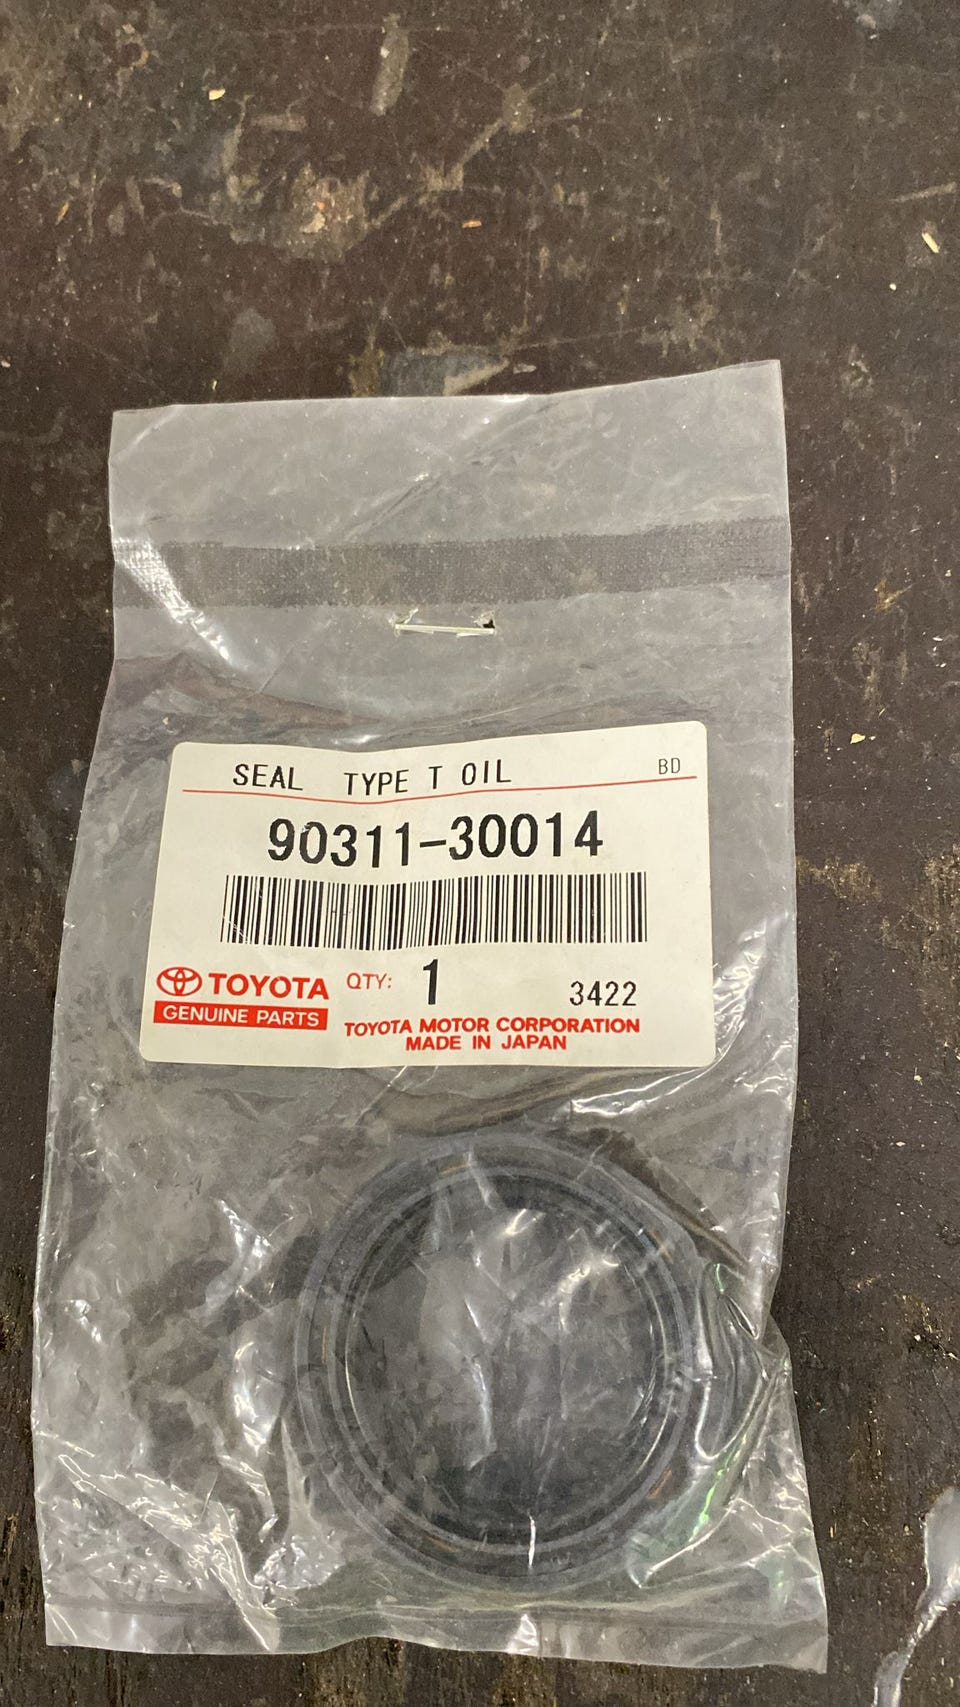 SEAL TYPE T OIL BD
90311-30014
TOYOTA QTY: 1 3422
GENUINE PARTS
TOYOTA MOTOR CORPORATION
MADE IN JAPAN